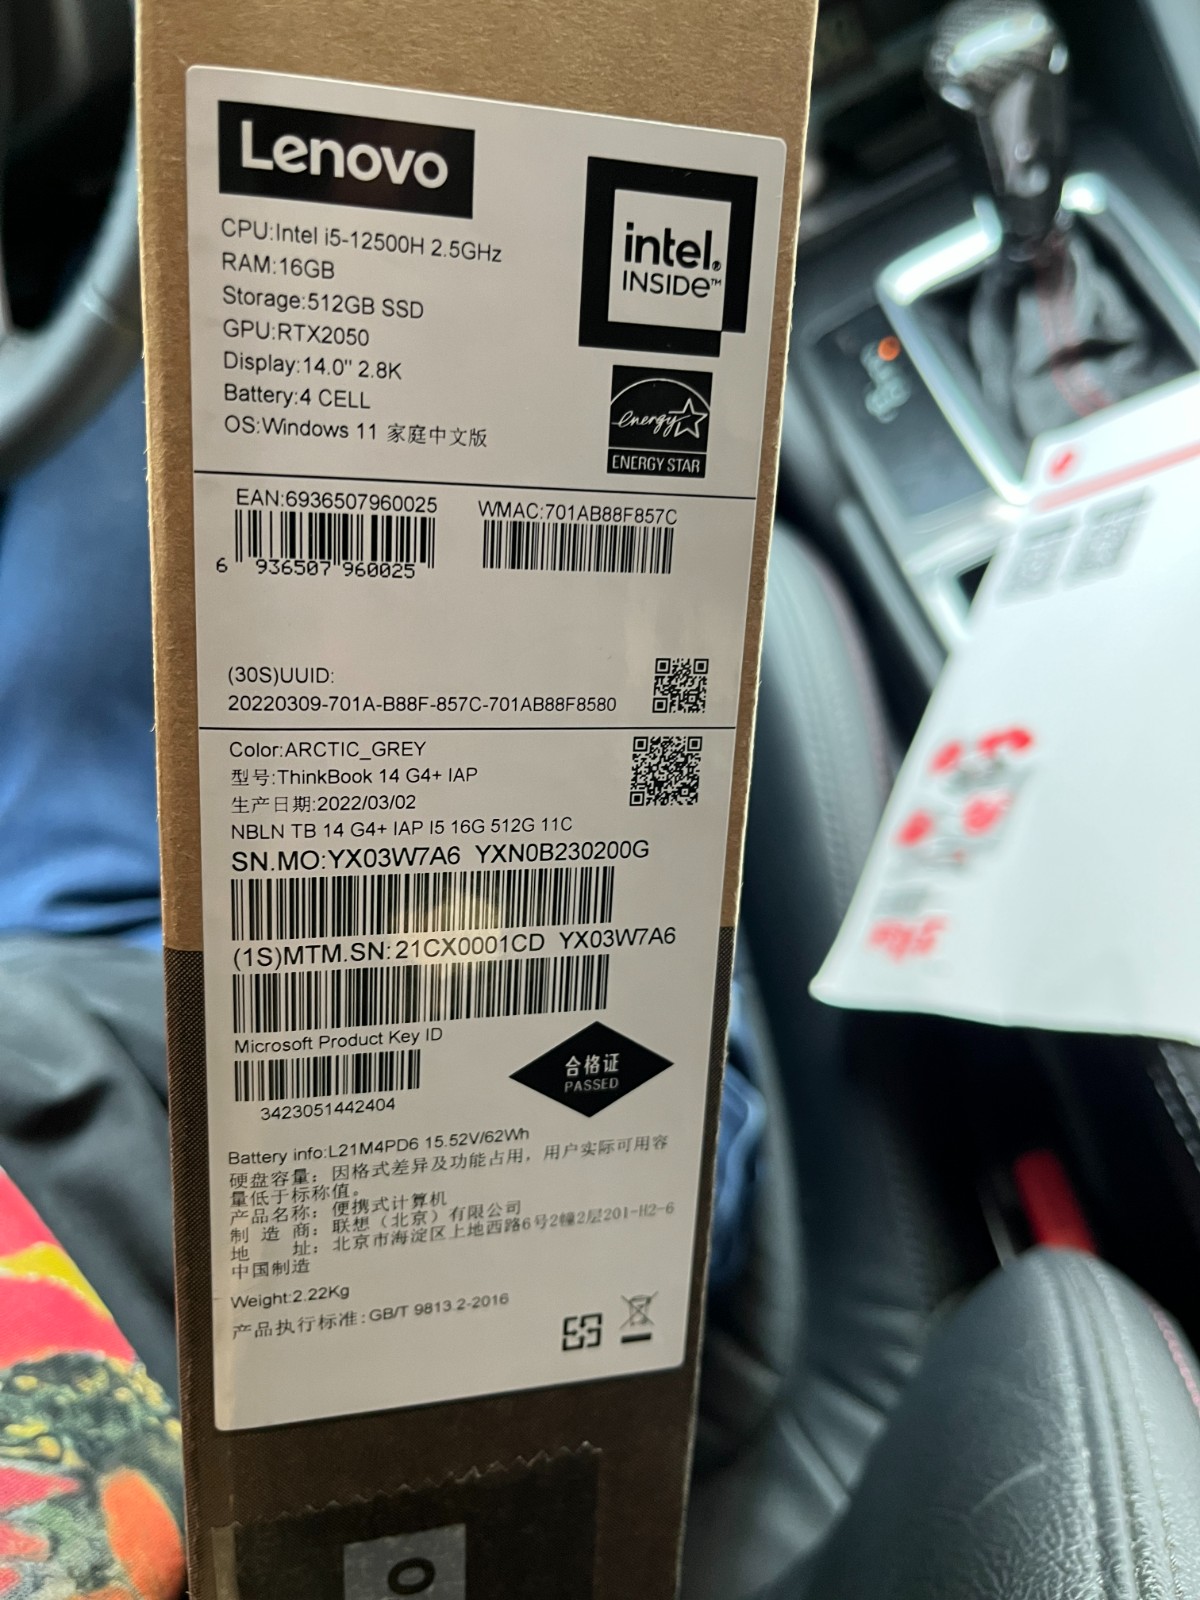 Lenovo
CPU:Intel i5-12500H 2.5GHz
RAM:16GB
Storage:512GB SSD
GPU:RTX2050
Display:14.0" 2.8K
Battery:4 CELL
OS:Windows 11 家庭中文版
intel®
INSIDE™
energy
ENERGY STAR
EAN:6936507960025
6 936507 960025
WMAC:701AB88F857C
(30S)UUID:
20220309-701A-B88F-857C-701AB88F8580
Color:ARCTIC_GREY
型号:ThinkBook 14 G4+ IAP
生产日期:2022/03/02
NBLN TB 14 G4+ IAP I5 16G 512G 11C
SN.MO:YX03W7A6 YXN0B230200G
(1S)MTM.SN:21CX0001CD YX03W7A6
Microsoft Product Key ID
3423051442404
合格证
PASSED
Battery info:L21M4PD6 15.52V/62Wh
硬盘容量：因格式差异及功能占用，用户实际可用容
量低于标称值。
产品名称：便携式计算机
制 造 商：联想（北京）有限公司
地 址：北京市海淀区上地西路6号2幢2层201-H2-6
中国制造
Weight:2.22Kg
产品执行标准:GB/T 9813.2-2016